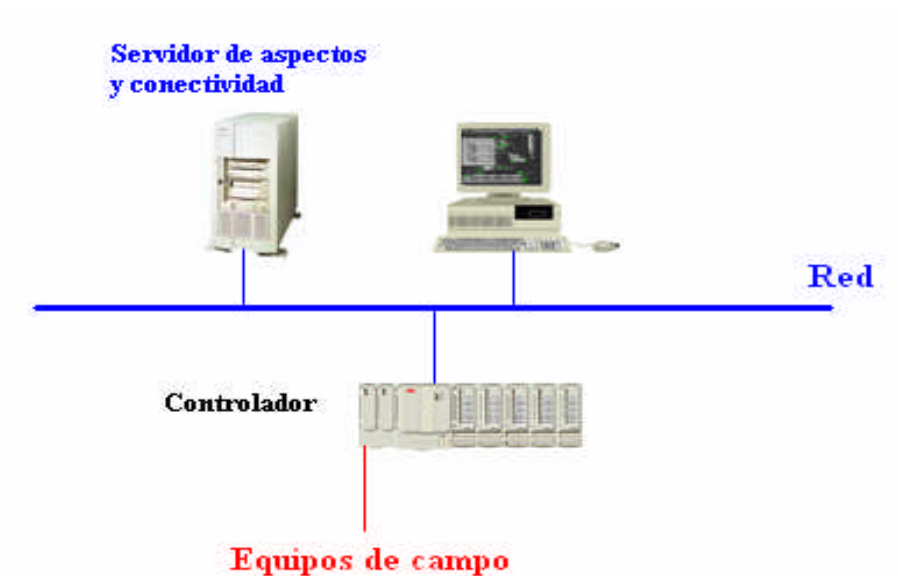 Servidor de aspectos
y conectividad
Red
Controlador
Equipos de campo